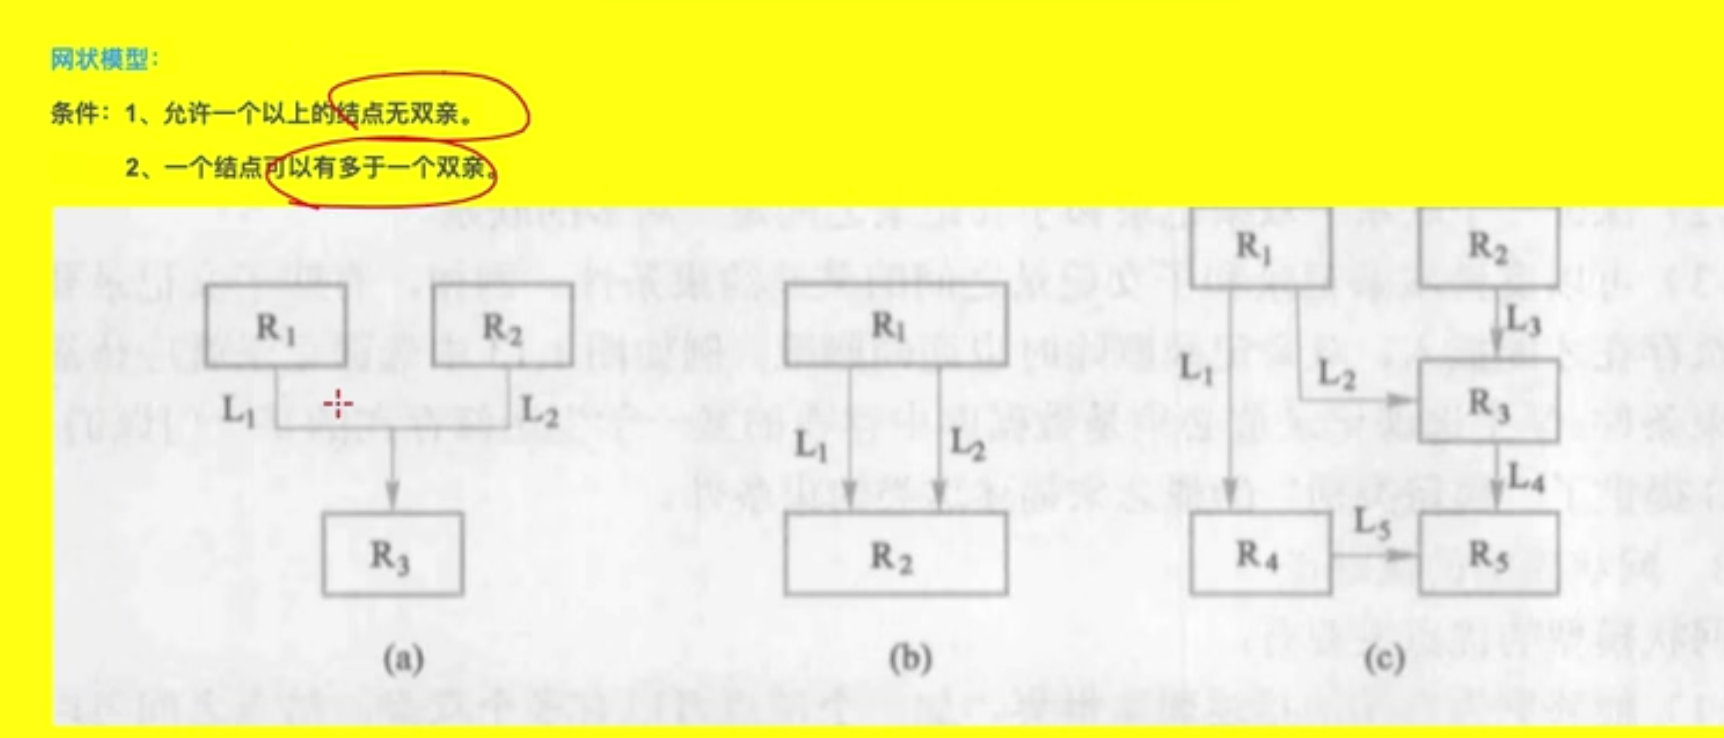 网状模型：
条件：1、允许一个以上的结点无双亲。
2、一个结点可以有多于一个双亲。
R1 R2
L1 L2
R3
(a)
R1
L1 L2
R2
(b)
R1 R2
L3
L1 L2 R3
L4
R4 L5 R5
(c)